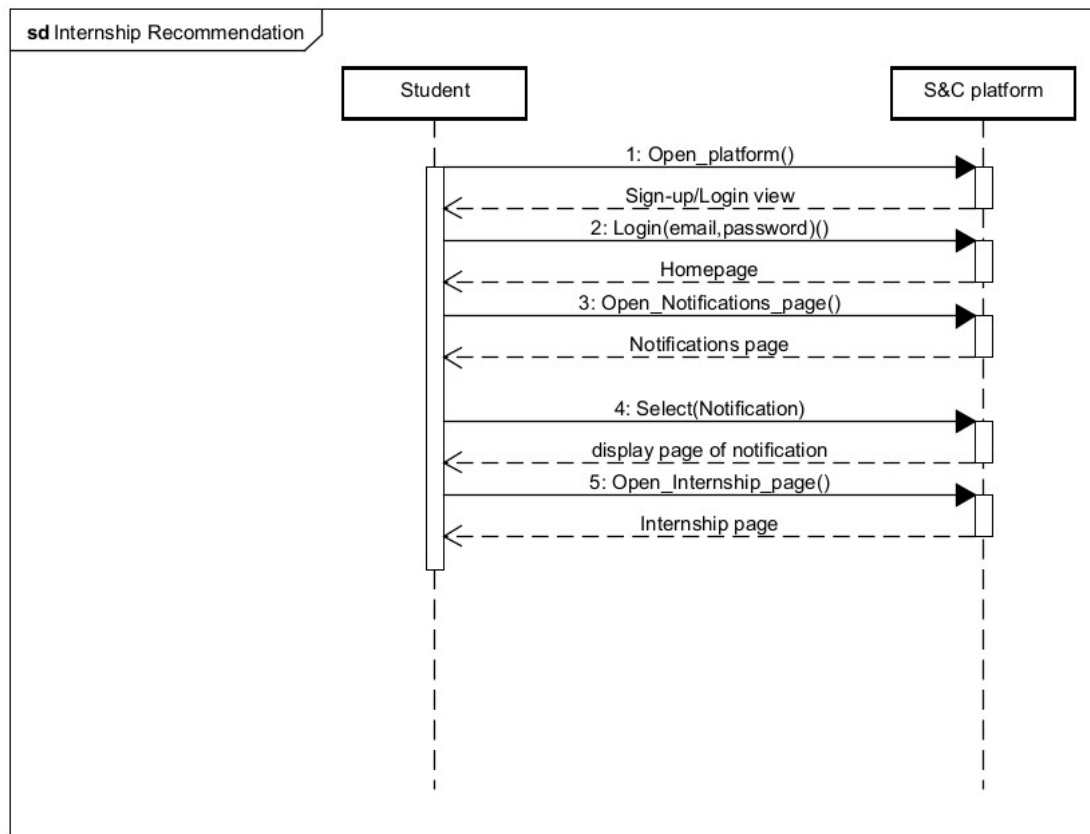 sd Internship Recommendation
Student
S&C platform
1: Open_platform()
Sign-up/Login view
2: Login(email,password)()
Homepage
3: Open_Notifications_page()
Notifications page
4: Select(Notification)
display page of notification
5: Open_Internship_page()
Internship page